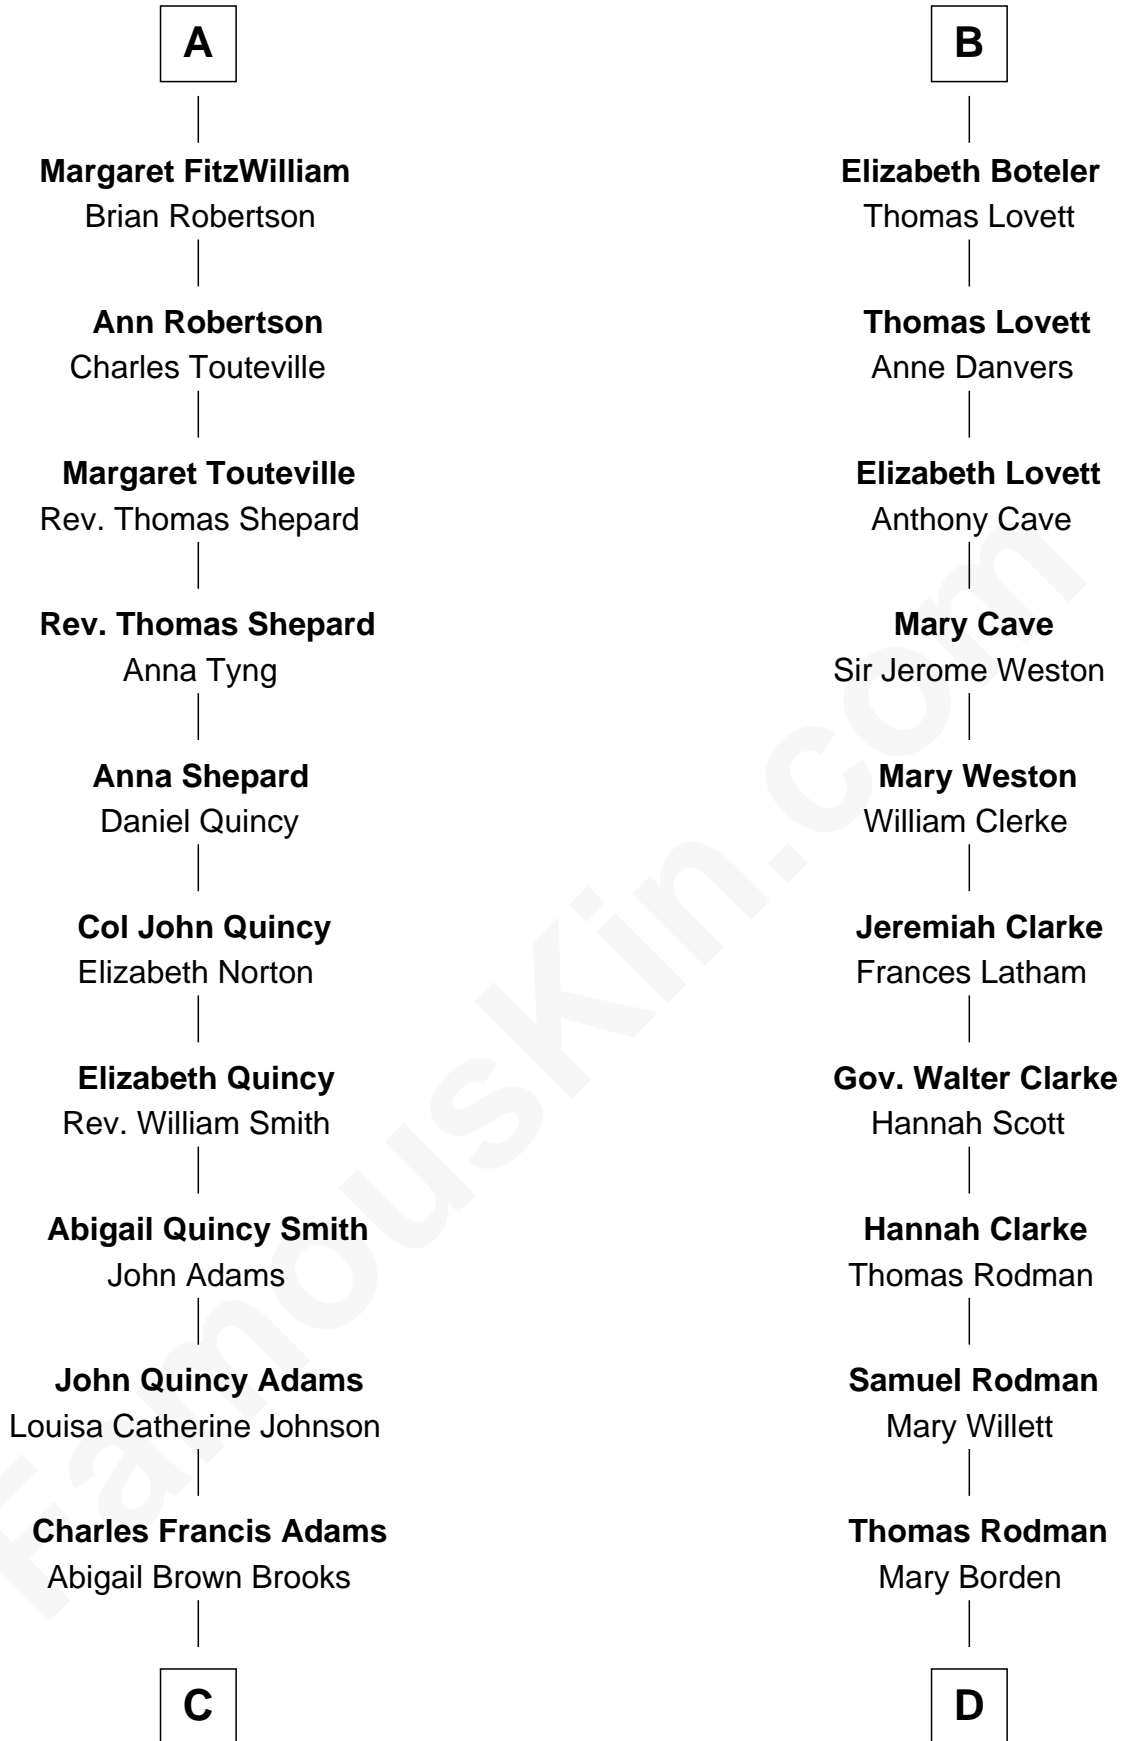 A
Margaret FitzWilliam
Brian Robertson
Ann Robertson
Charles Touteville
Margaret Touteville
Rev. Thomas Shepard
Rev. Thomas Shepard
Anna Tyng
Anna Shepard
Daniel Quincy
Col John Quincy
Elizabeth Norton
Elizabeth Quincy
Rev. William Smith
Abigail Quincy Smith
John Adams
John Quincy Adams
Louisa Catherine Johnson
Charles Francis Adams
Abigail Brown Brooks
C
B
Elizabeth Boteler
Thomas Lovett
Thomas Lovett
Anne Danvers
Elizabeth Lovett
Anthony Cave
Mary Cave
Sir Jerome Weston
Mary Weston
William Clerke
Jeremiah Clarke
Frances Latham
Gov. Walter Clarke
Hannah Scott
Hannah Clarke
Thomas Rodman
Samuel Rodman
Mary Willett
Thomas Rodman
Mary Borden
D
FamousKin.com